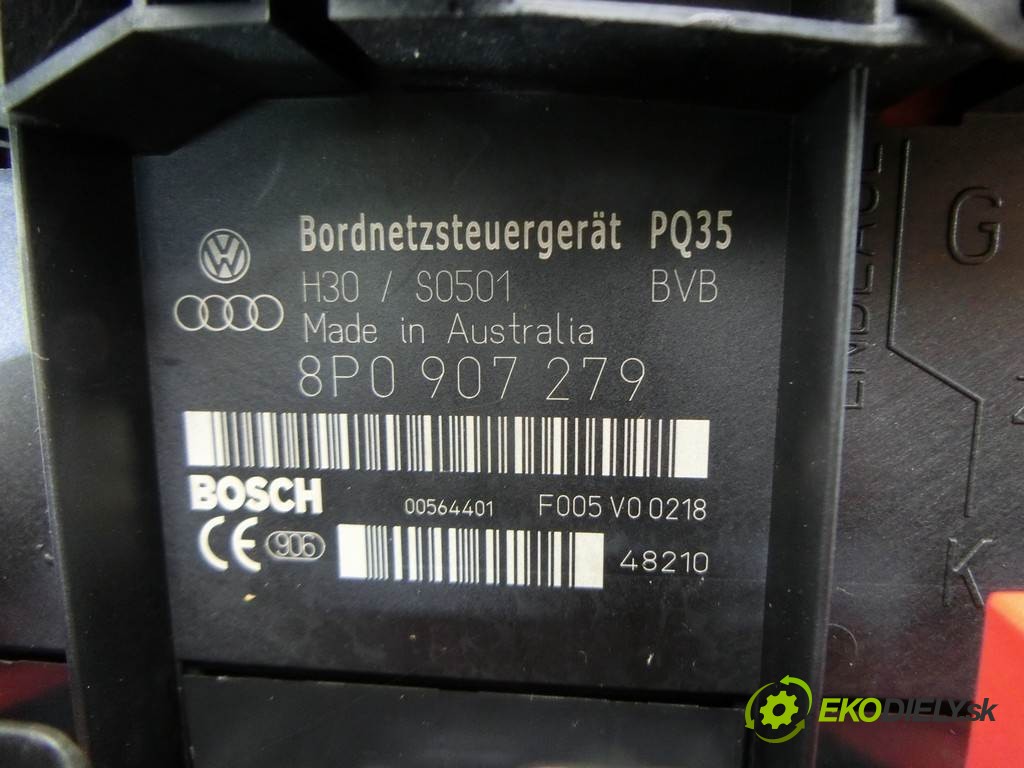 Bordnetzsteuergerät PQ35
H30 / S0501 BVB
Made in Australia
8P0 907 279
BOSCH 00564401 F005 V0 0218
CE 906 48210
G
K
EKODIELY.sk